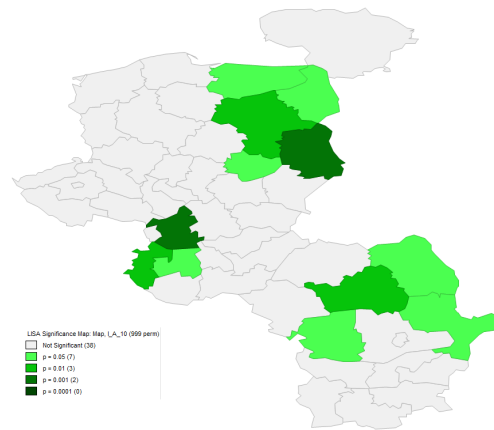 LISA Significance Map: Map, I_A_10 (999 perm)
Not Significant (38)
p = 0.05 (7)
p = 0.01 (3)
p = 0.001 (2)
p = 0.0001 (0)